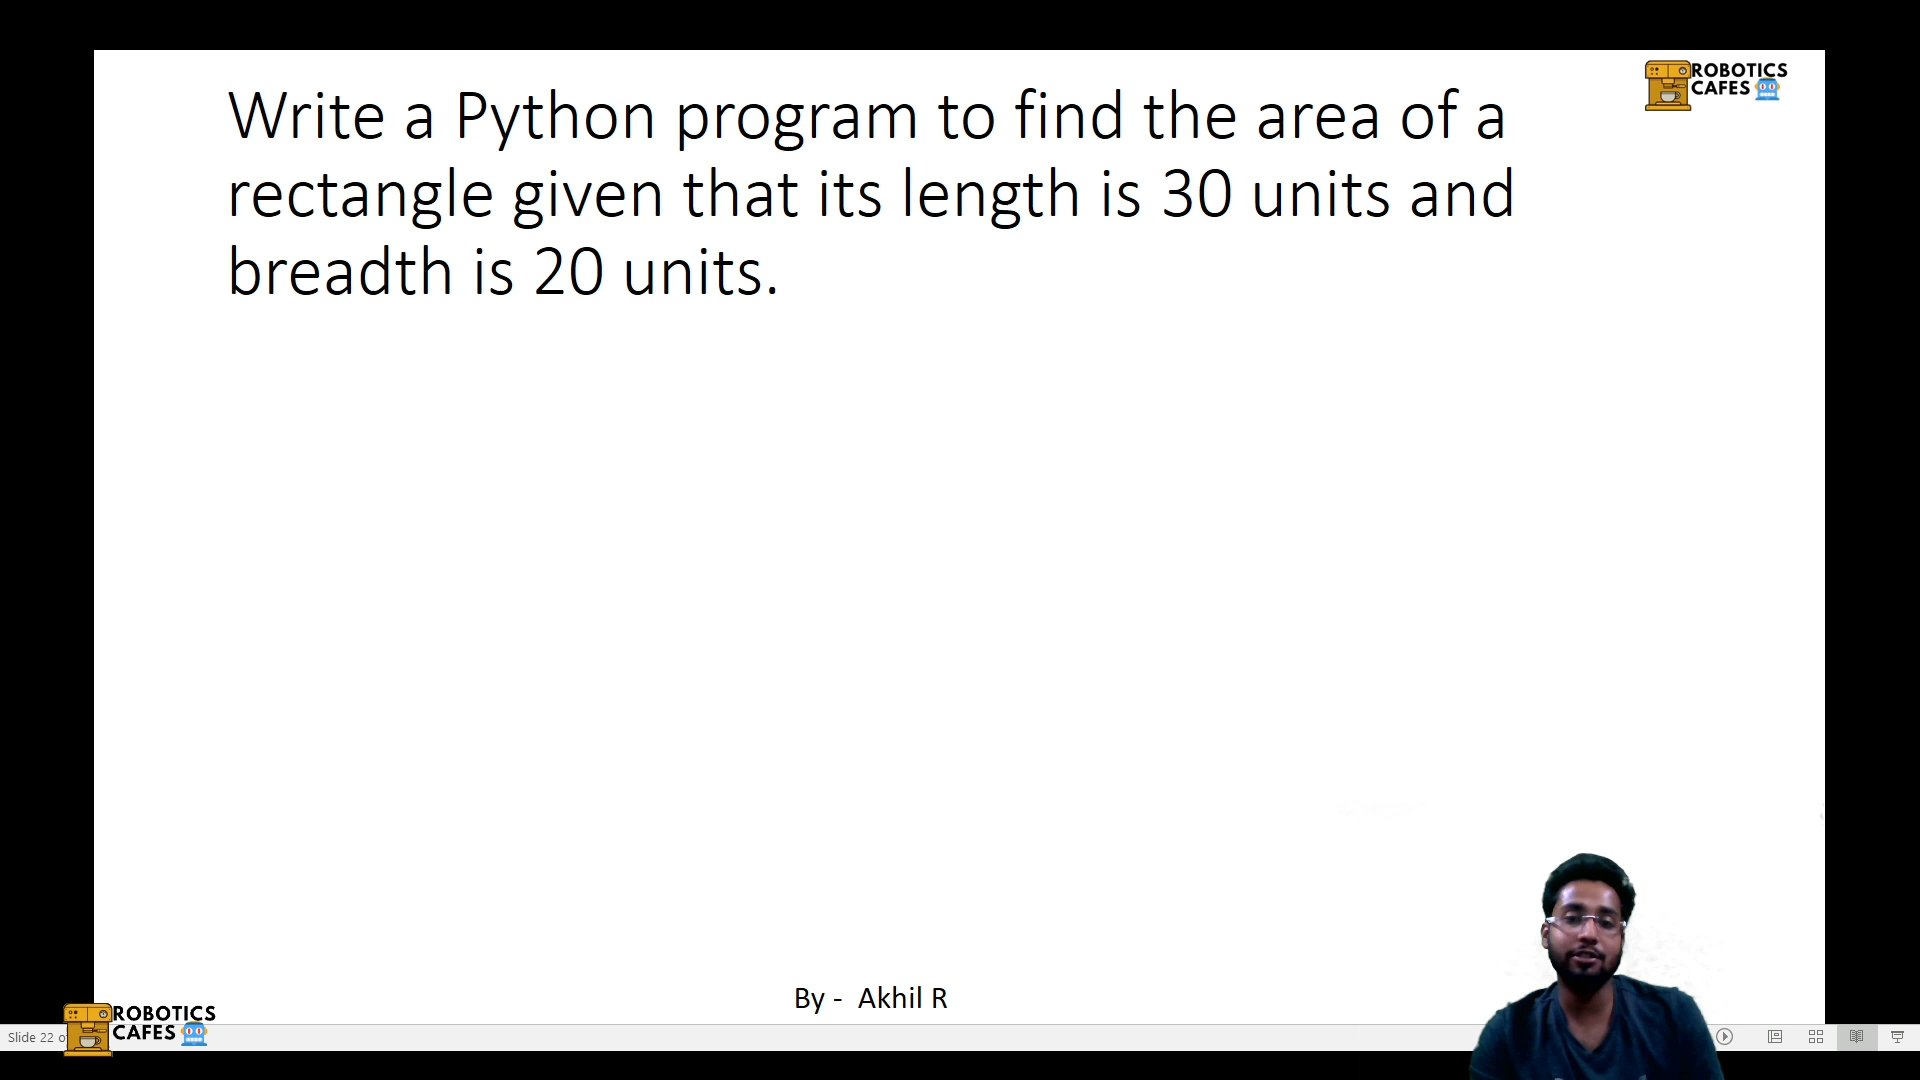 ROBOTICS
CAFES
Write a Python program to find the area of a
rectangle given that its length is 30 units and
breadth is 20 units.
By - Akhil R
ROBOTICS
CAFES
Slide 22 o